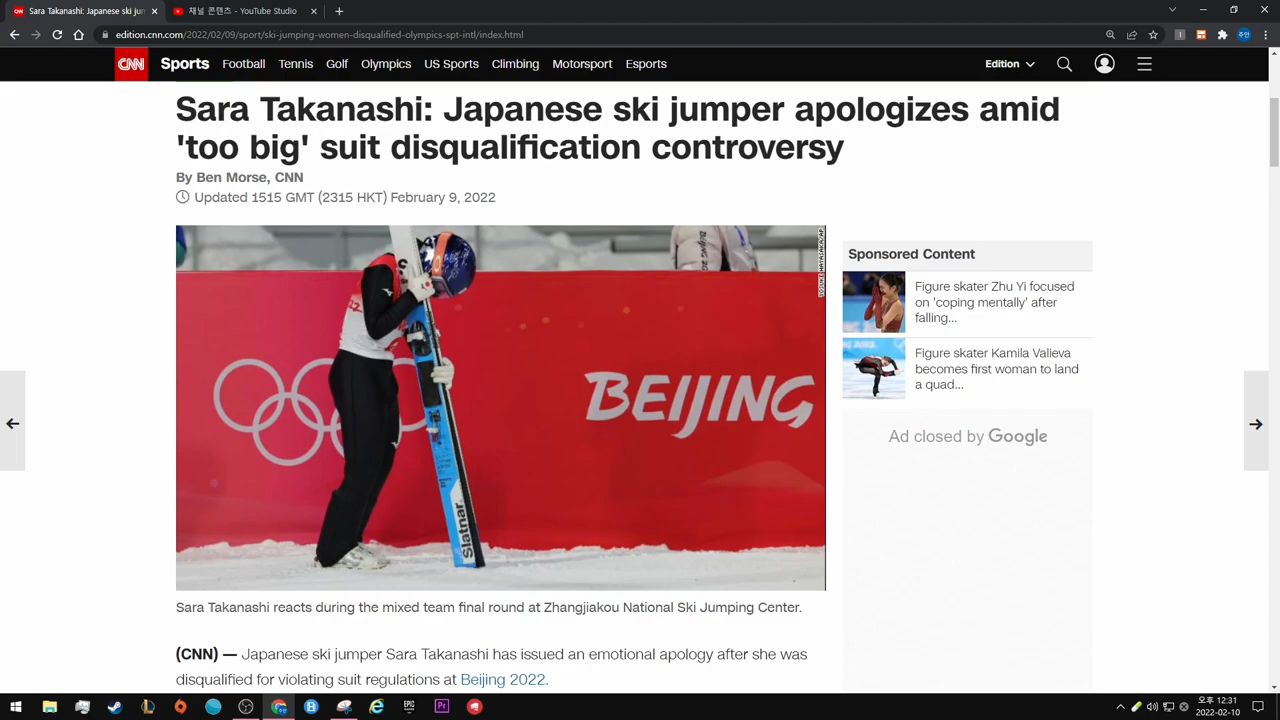 Sara Takanashi: Japanese ski jun
채널 콘텐츠 - YouTube Studio
edition.cnn.com/2022/02/09/sport/ski-jumping-women-disqualified-olympics-spt-intl/index.html
CNN Sports Football Tennis Golf Olympics US Sports Climbing Motorsport Esports Edition
Sara Takanashi: Japanese ski jumper apologizes amid
'too big' suit disqualification controversy
By Ben Morse, CNN
Updated 1515 GMT (2315 HKT) February 9, 2022
BEIJING
Slatnar
Sponsored Content
Figure skater Zhu Yi focused
on 'coping mentally' after
falling...
Figure skater Kamila Valieva
becomes first woman to land
a quad...
Ad closed by Google
Sara Takanashi reacts during the mixed team final round at Zhangjiakou National Ski Jumping Center.
(CNN) — Japanese ski jumper Sara Takanashi has issued an emotional apology after she was
disqualified for violating suit regulations at Beijing 2022.
오후 12:31
2022-02-10